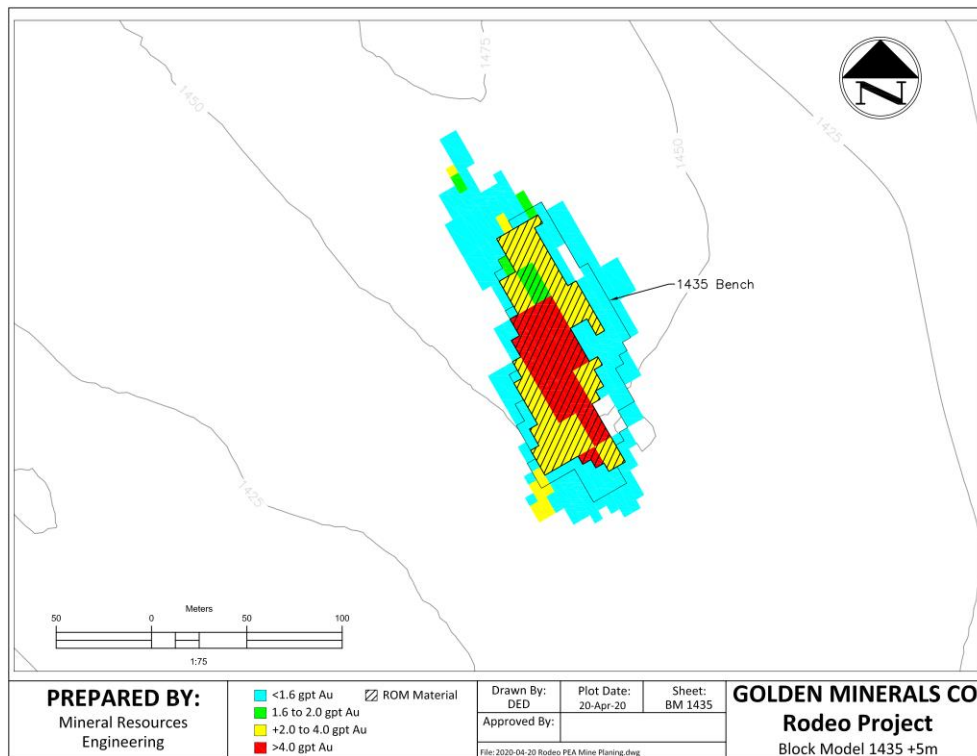 1475
1450
1425
1450
N
1435 Bench
1425
Meters
50 0 50 100
1:75
PREPARED BY:
Mineral Resources
Engineering
<1.6 gpt Au
ROM Material
1.6 to 2.0 gpt Au
+2.0 to 4.0 gpt Au
>4.0 gpt Au
Drawn By:
DED
Plot Date:
20-Apr-20
Sheet:
BM 1435
Approved By:
File: 2020-04-20 Rodeo PEA Mine Planing.dwg
GOLDEN MINERALS CO
Rodeo Project
Block Model 1435 +5m